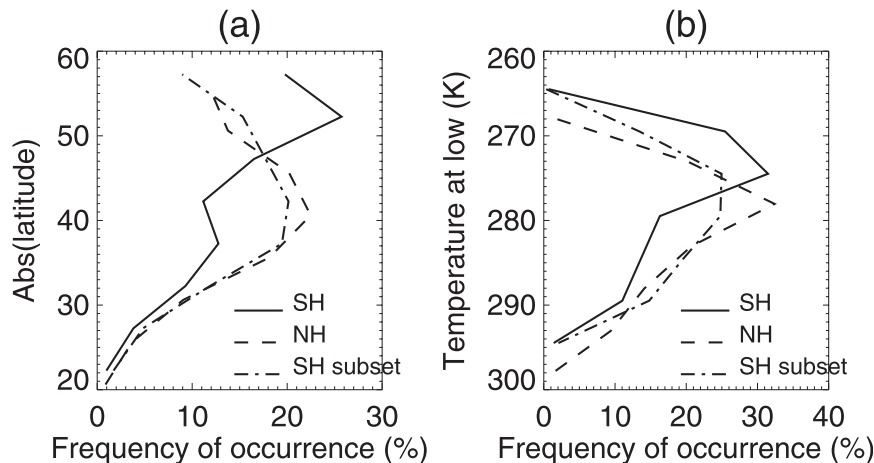 (a)
60
50
40
30
20
Abs(latitude)
SH
NH
SH subset
0 10 20 30
Frequency of occurrence (%)
(b)
260
270
280
290
300
Temperature at low (K)
SH
NH
SH subset
0 10 20 30 40
Frequency of occurrence (%)